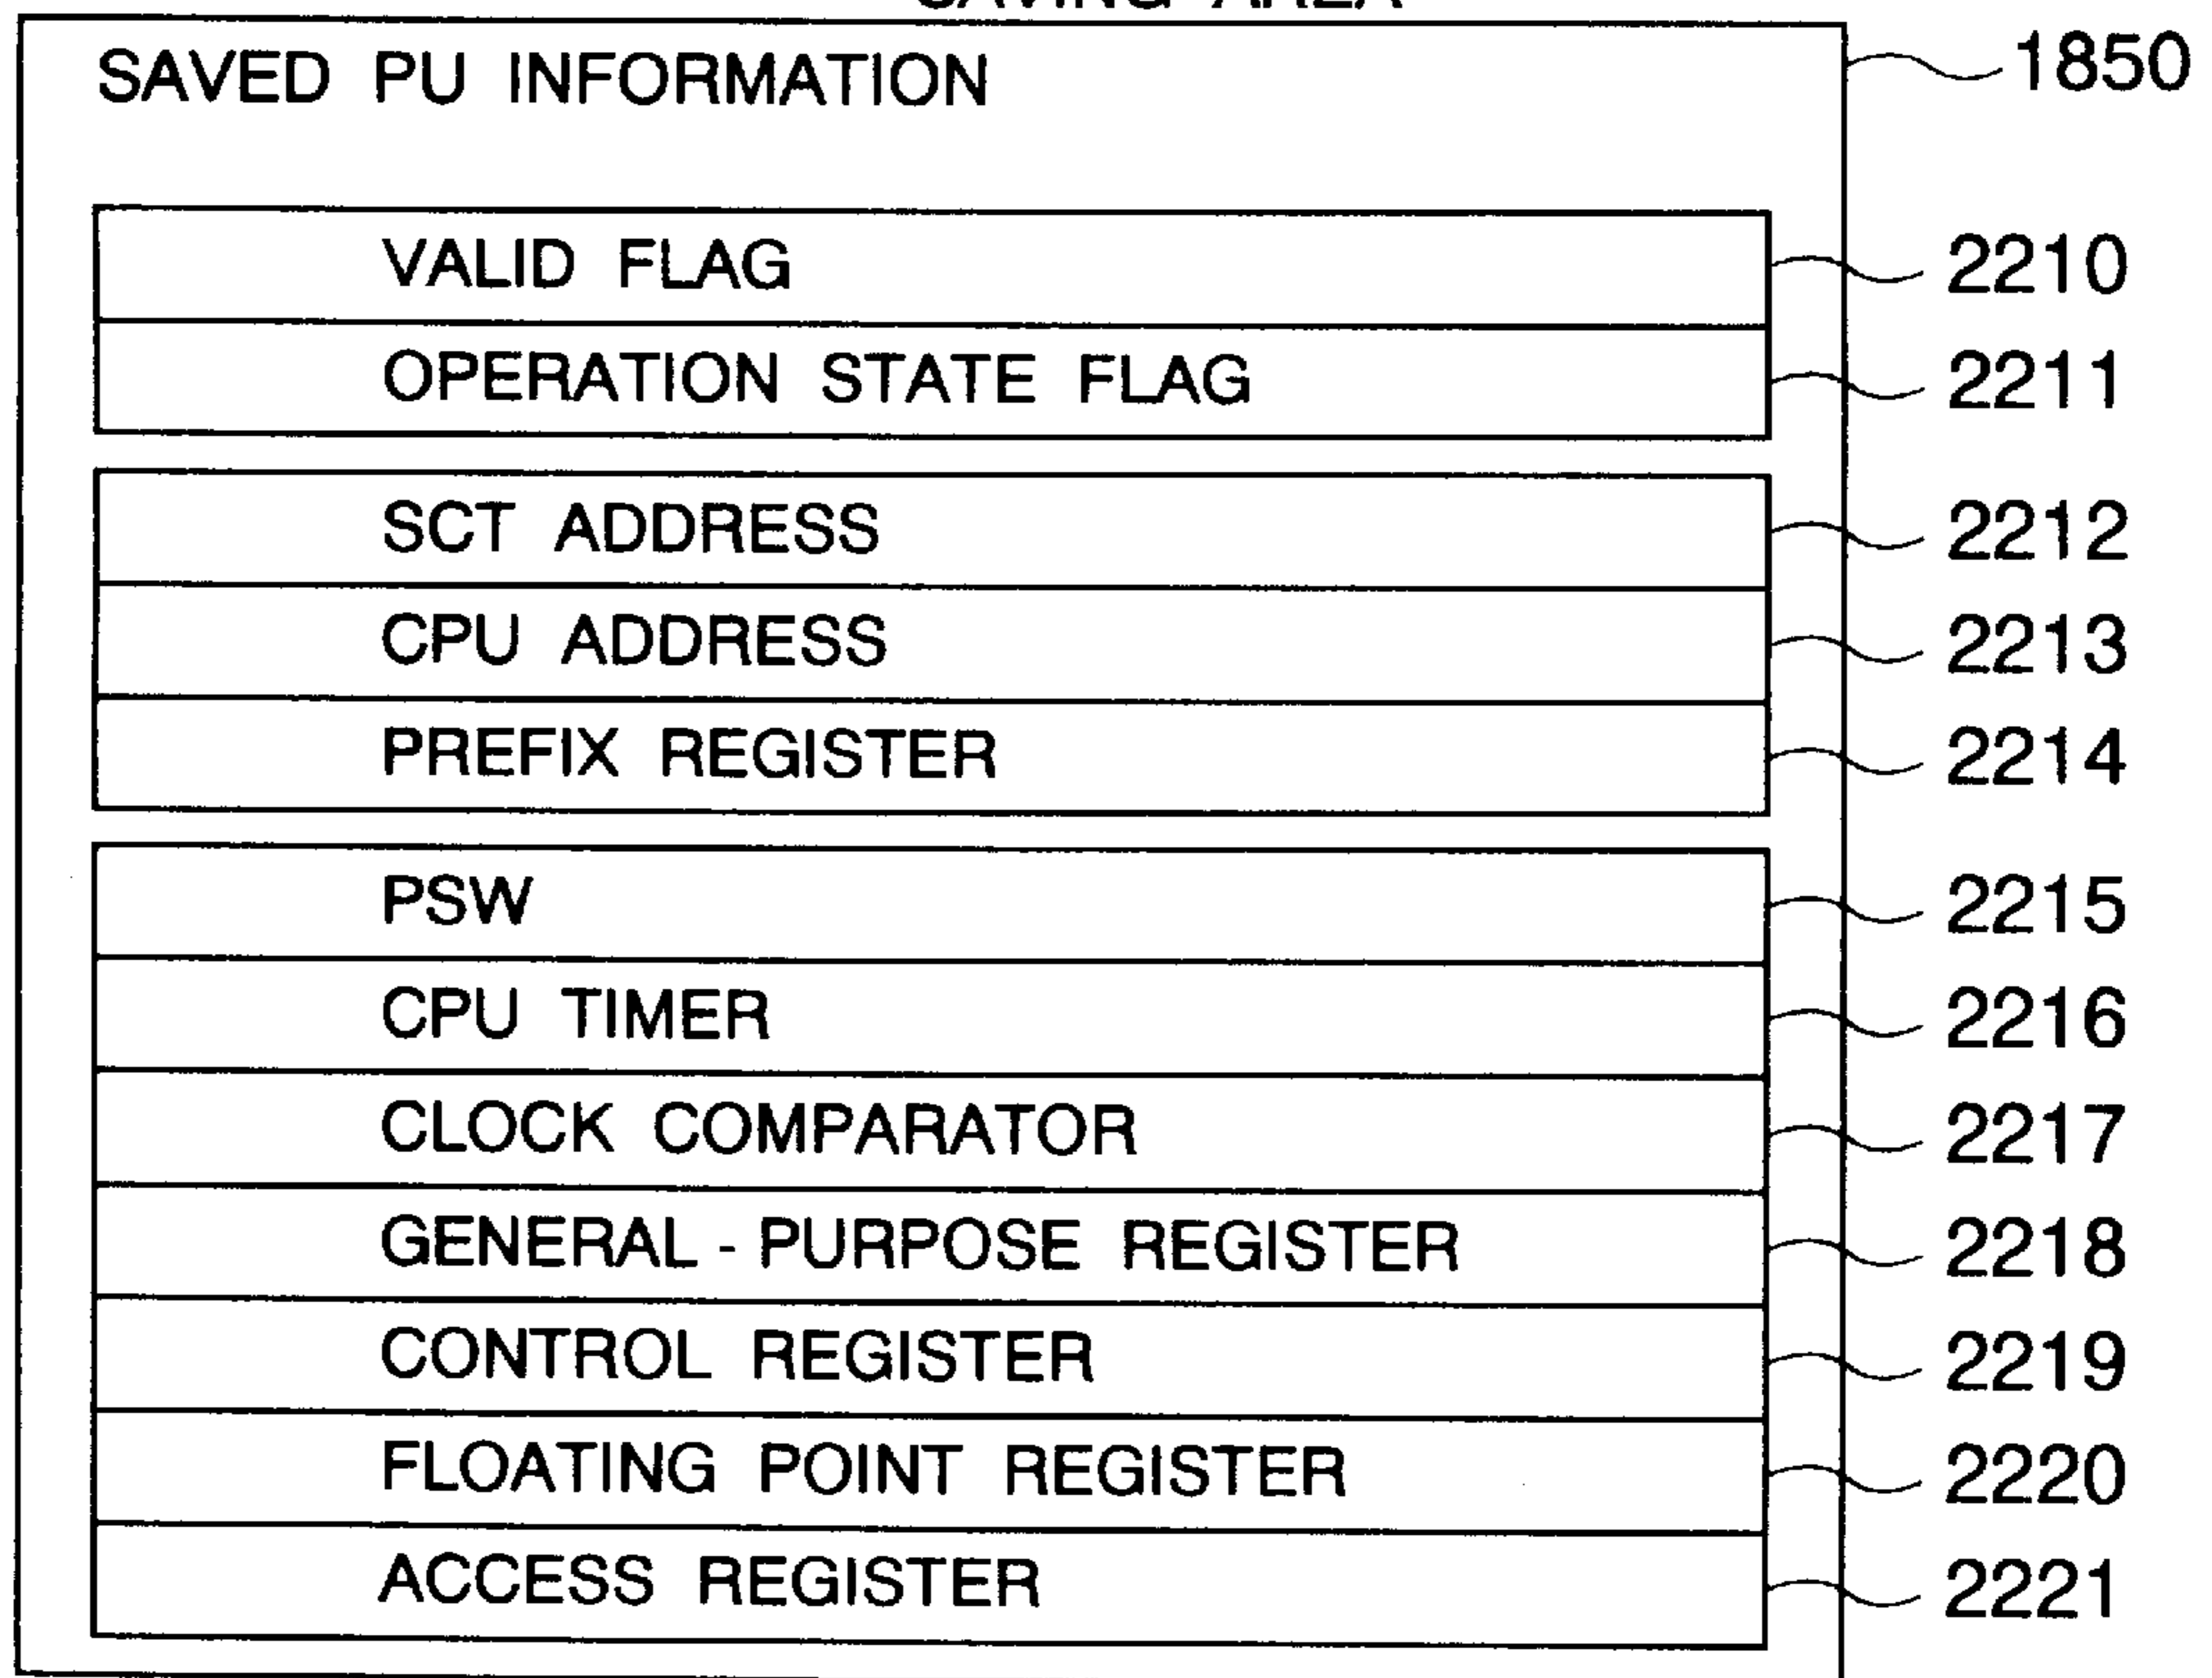 SAVING AREA
SAVED PU INFORMATION 1850
VALID FLAG 2210
OPERATION STATE FLAG 2211
SCT ADDRESS 2212
CPU ADDRESS 2213
PREFIX REGISTER 2214
PSW 2215
CPU TIMER 2216
CLOCK COMPARATOR 2217
GENERAL - PURPOSE REGISTER 2218
CONTROL REGISTER 2219
FLOATING POINT REGISTER 2220
ACCESS REGISTER 2221